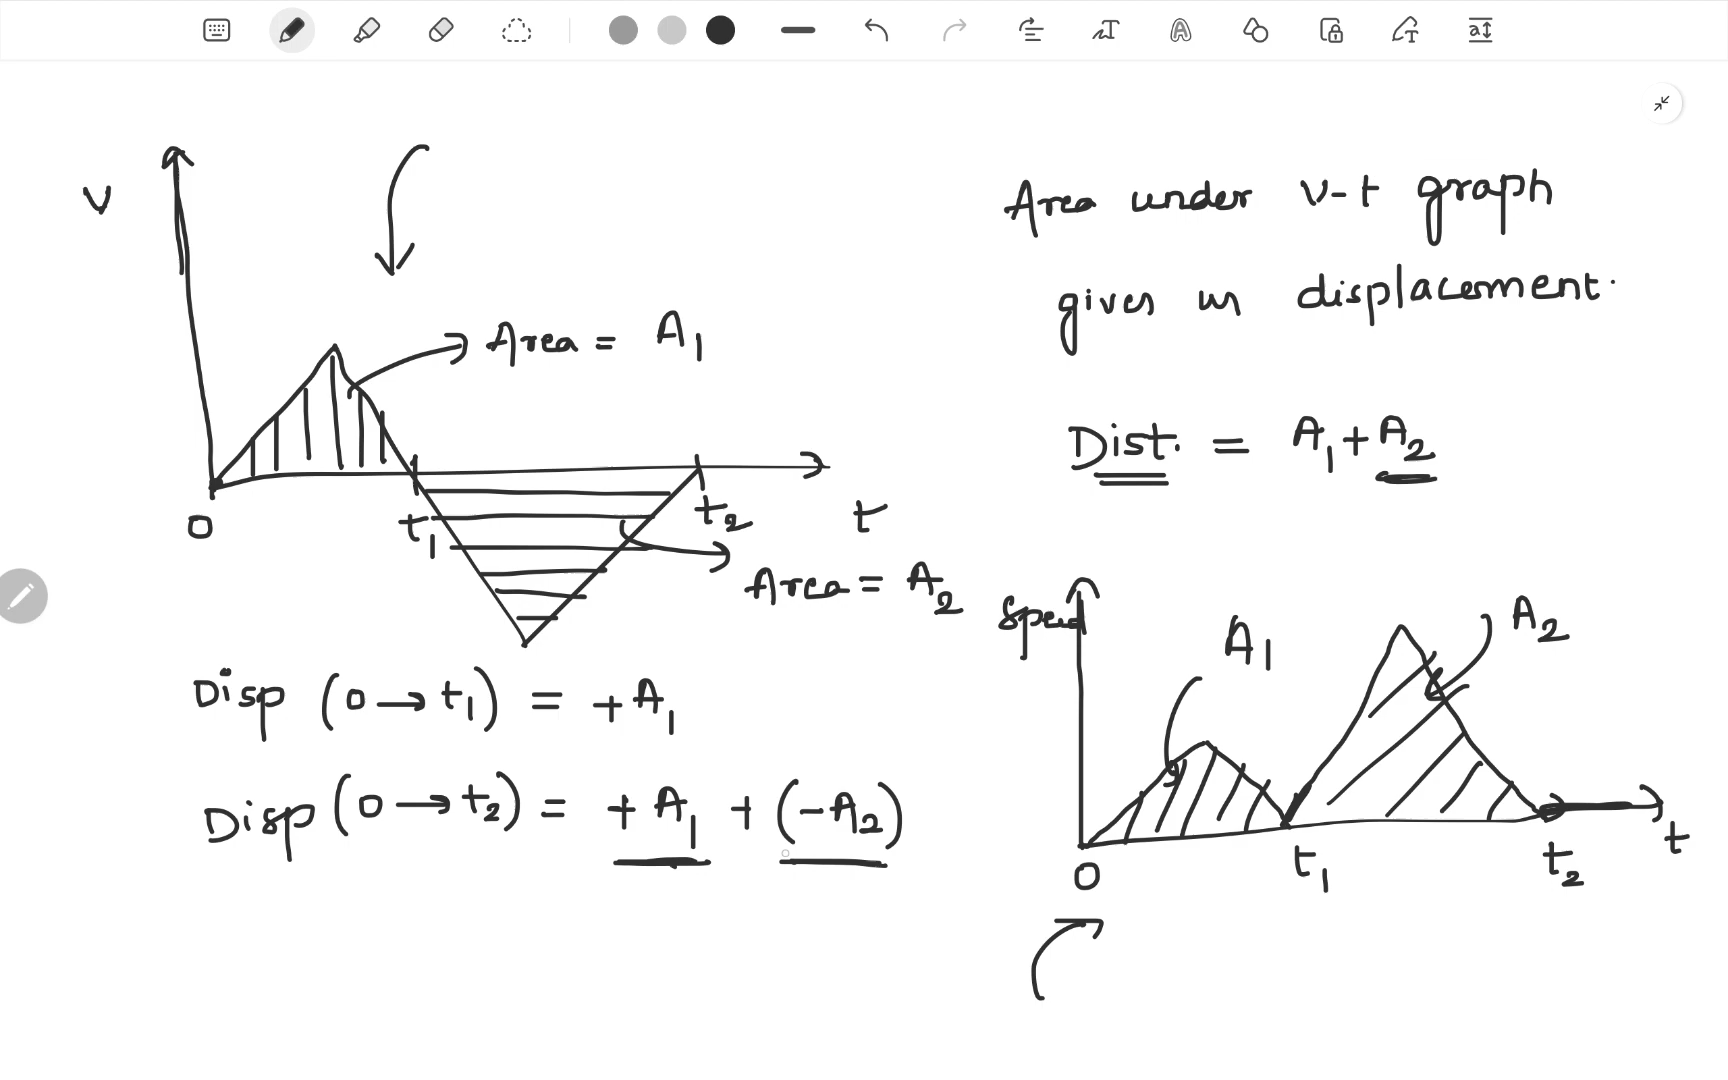 V
Area = A₁
0
t₁
t₂
t
Area = A₂
Disp (0 → t₁) = +A₁
Disp (0 → t₂) = +A₁ + (-A₂)
Area under v-t graph
gives us displacement.
Dist. = A₁+A₂
speed
A₁
A₂
0
t₁
t₂
t